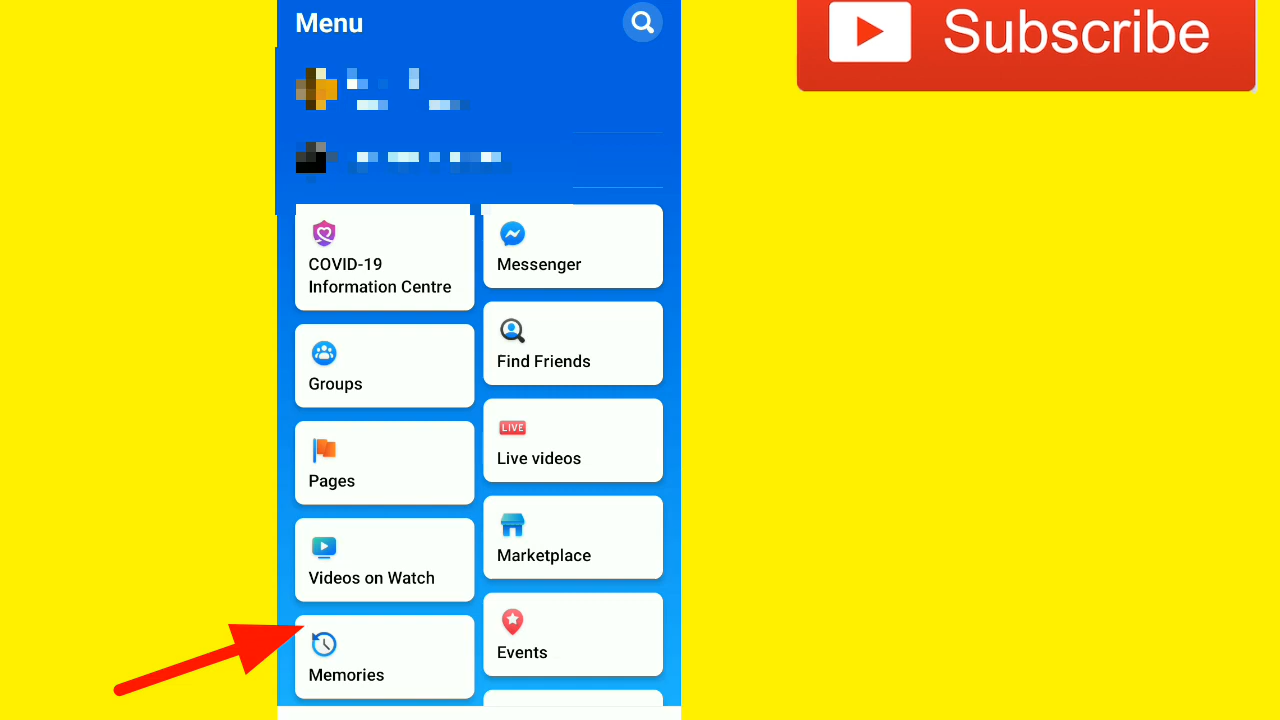 Menu
Subscribe
COVID-19
Information Centre
Messenger
Find Friends
Groups
LIVE
Live videos
Pages
Marketplace
Videos on Watch
Events
Memories